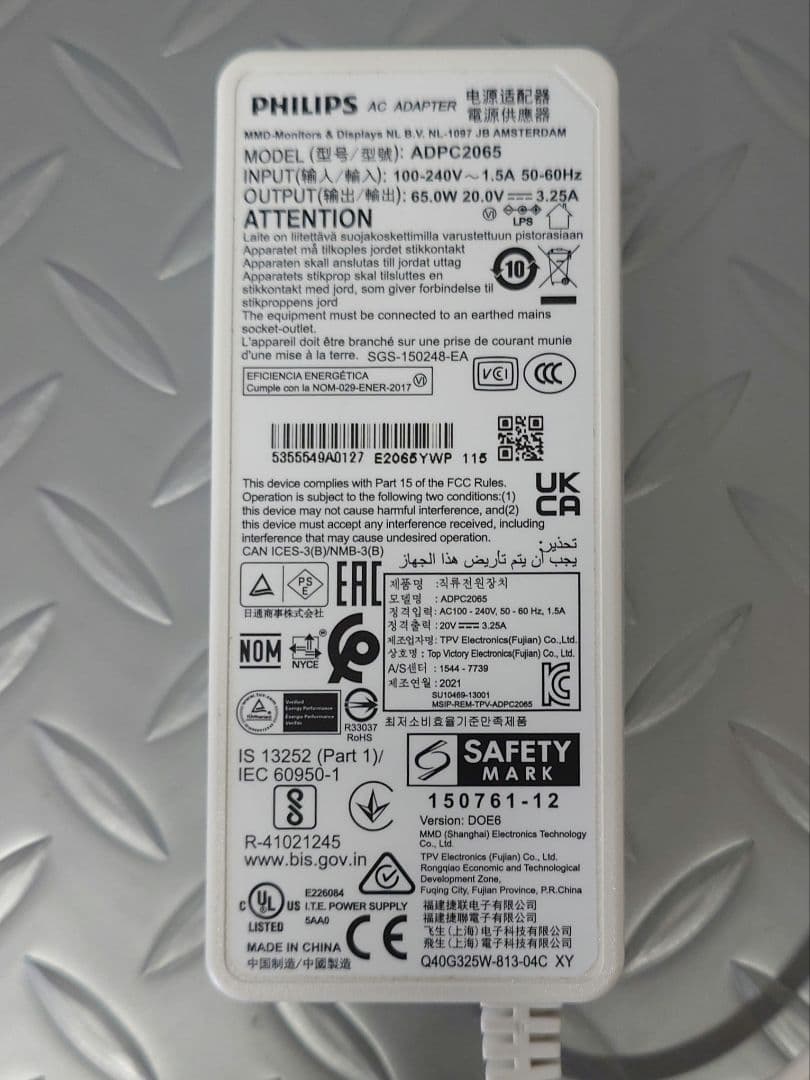 PHILIPS AC ADAPTER 电源适配器
電源供應器
MMD-Monitors & Displays NL B.V. NL-1097 JB AMSTERDAM
MODEL (型号/型號): ADPC2065
INPUT(输入/輸入): 100-240V～1.5A 50-60Hz
OUTPUT(输出/輸出): 65.0W 20.0V⎓3.25A
ATTENTION
VI
LPS
Laite on liitettävä suojakoskettimilla varustettuun pistorasiaan
Apparatet må tilkoples jordet stikkontakt
Apparaten skall anslutas till jordat uttag
Apparatets stikprop skal tilsluttes en
stikkontakt med jord, som giver forbindelse til
stikproppens jord
10
The equipment must be connected to an earthed mains
socket-outlet.
L'appareil doit être branché sur une prise de courant munie
d'une mise à la terre. SGS-150248-EA
EFICIENCIA ENERGÉTICA
Cumple con la NOM-029-ENER-2017 VI
VCI
CCC
5355549A0127 E2065YWP 115
This device complies with Part 15 of the FCC Rules.
Operation is subject to the following two conditions:(1)
this device may not cause harmful interference, and(2)
this device must accept any interference received, including
interference that may cause undesired operation.
CAN ICES-3(B)/NMB-3(B)
UK
CA
تحذير:
يجب أن يتم تأريض هذا الجهاز
PS
E
日通商事株式会社
EAC
제품명 :직류전원장치
모델명 : ADPC2065
정격입력: AC100 - 240V, 50 - 60 Hz, 1.5A
정격출력: 20V⎓3.25A
제조업자명: TPV Electronics(Fujian) Co.,Ltd.
상호명 : Top Victory Electronics(Fujian) Co., Ltd.
A/S센터 : 1544 - 7739
제조연월 : 2021
SU10469-13001
MSIP-REM-TPV-ADPC2065
최저소비효율기준만족제품
NOM
NYCE
Verified
Energy Performance
R33037
RoHS
IS 13252 (Part 1)/
IEC 60950-1
R-41021245
www.bis.gov.in
SAFETY
MARK
150761-12
Version: DOE6
MMD (Shanghai) Electronics Technology
Co., Ltd.
TPV Electronics (Fujian) Co., Ltd.
Rongqiao Economic and Technological
Development Zone,
Fuqing City, Fujian Province, P.R.China
福建捷联电子有限公司
福建捷聯電子有限公司
飞生(上海)电子科技有限公司
飛生(上海)電子科技有限公司
Q40G325W-813-04C XY
C UL US
LISTED
E226084
I.T.E. POWER SUPPLY
5AA0
CE
MADE IN CHINA
中国制造/中國製造